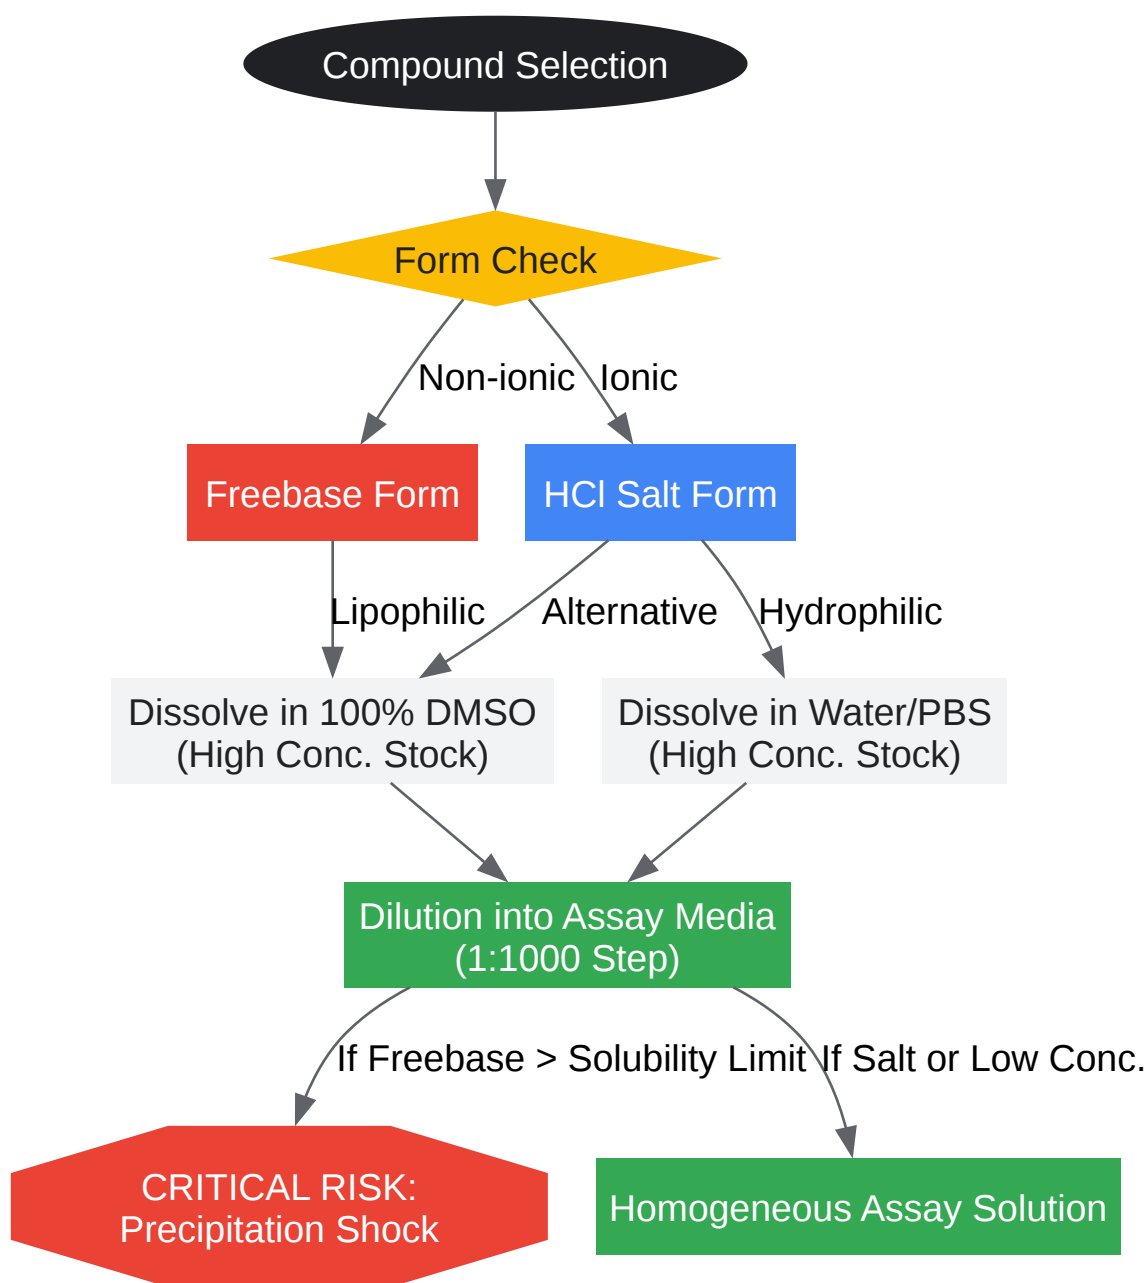 Compound Selection
Form Check
Non-ionic
Ionic
Freebase Form
HCl Salt Form
Lipophilic
Alternative
Hydrophilic
Dissolve in 100% DMSO
(High Conc. Stock)
Dissolve in Water/PBS
(High Conc. Stock)
Dilution into Assay Media
(1:1000 Step)
If Freebase > Solubility Limit
If Salt or Low Conc.
CRITICAL RISK:
Precipitation Shock
Homogeneous Assay Solution